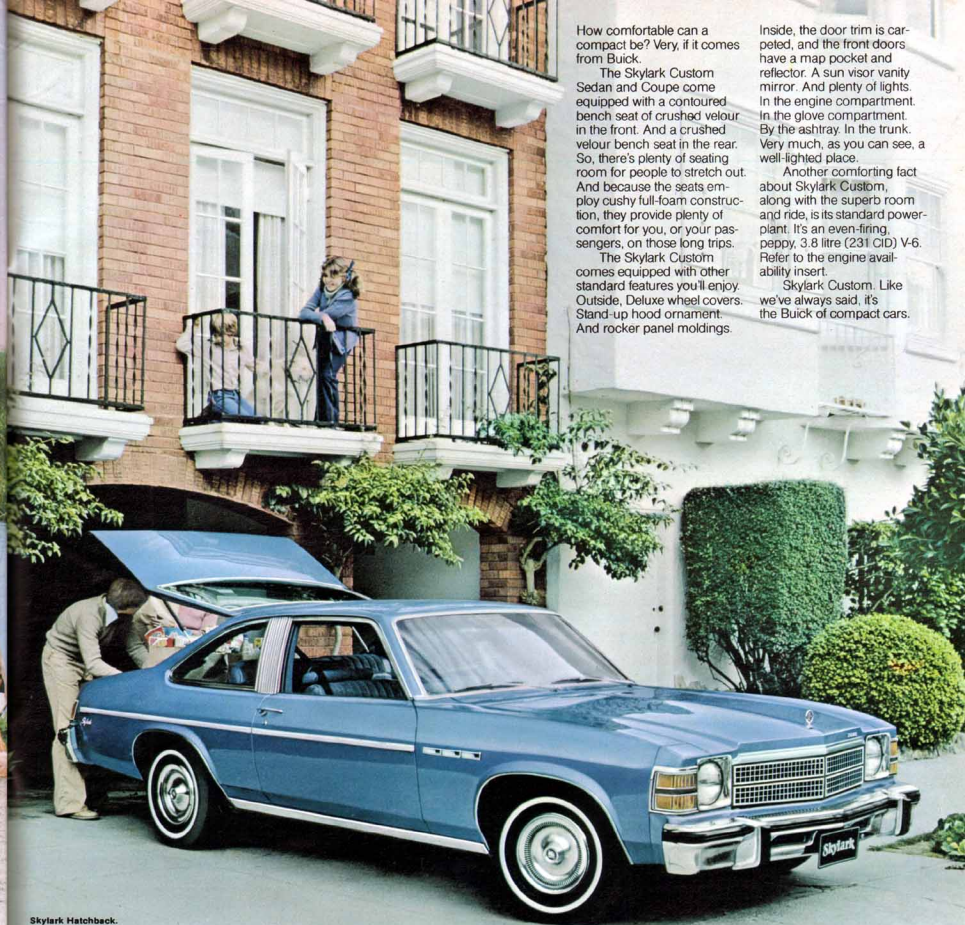 How comfortable can a
compact be? Very, if it comes
from Buick.
The Skylark Custom
Sedan and Coupe come
equipped with a contoured
bench seat of crushed velour
in the front. And a crushed
velour bench seat in the rear.
So, there's plenty of seating
room for people to stretch out.
And because the seats em-
ploy cushy full-foam construc-
tion, they provide plenty of
comfort for you, or your pas-
sengers, on those long trips.
The Skylark Custom
comes equipped with other
standard features you'll enjoy.
Outside, Deluxe wheel covers.
Stand-up hood ornament.
And rocker panel moldings.
Inside, the door trim is car-
peted, and the front doors
have a map pocket and
reflector. A sun visor vanity
mirror. And plenty of lights.
In the engine compartment.
In the glove compartment.
By the ashtray. In the trunk.
Very much, as you can see, a
well-lighted place.
Another comforting fact
about Skylark Custom,
along with the superb room
and ride, is its standard power-
plant. It's an even-firing,
peppy, 3.8 litre (231 CID) V-6.
Refer to the engine avail-
ability insert.
Skylark Custom. Like
we've always said, it's
the Buick of compact cars.
Skylark
Skylark
Skylark Hatchback.